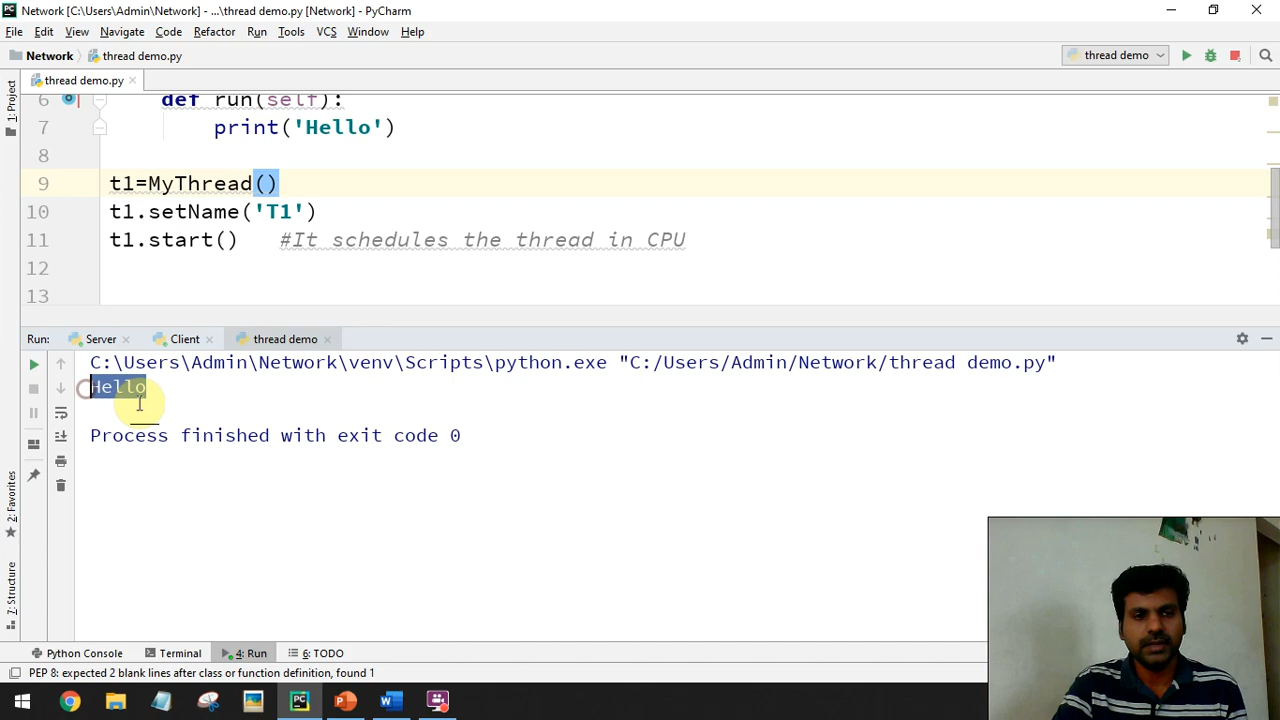 Network [C:\Users\Admin\Network] - ...\thread demo.py [Network] - PyCharm
File Edit View Navigate Code Refactor Run Tools VCS Window Help
Network thread demo.py thread demo
thread demo.py
1: Project
6 def run(self):
7 print('Hello')
8
9 t1=MyThread()
10 t1.setName('T1')
11 t1.start() #It schedules the thread in CPU
12
13
Run: Server Client thread demo
C:\Users\Admin\Network\venv\Scripts\python.exe "C:/Users/Admin/Network/thread demo.py"
Hello
Process finished with exit code 0
2: Favorites
7: Structure
Python Console Terminal 4: Run 6: TODO
PEP 8: expected 2 blank lines after class or function definition, found 1